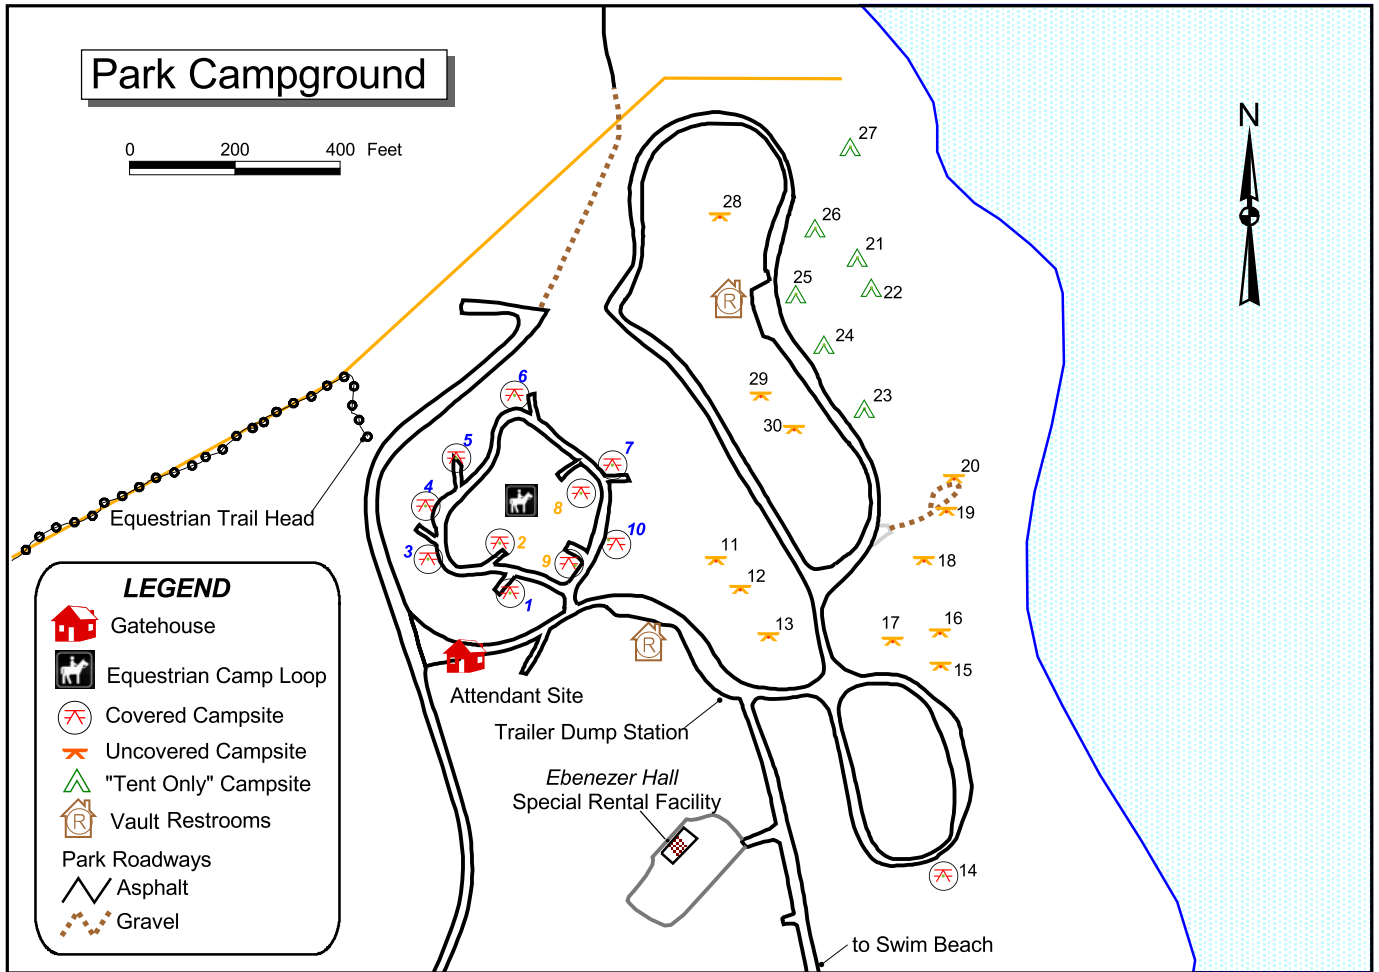 Park Campground
0 200 400 Feet
N
27
28
26
21
25
22
24
6
29
23
30
5
7
20
4
8
19
Equestrian Trail Head
10
2
3
9
11
18
12
1
13
16
17
15
LEGEND
Gatehouse
Equestrian Camp Loop
Covered Campsite
Uncovered Campsite
"Tent Only" Campsite
R Vault Restrooms
Park Roadways
Asphalt
Gravel
R
R
Attendant Site
Trailer Dump Station
Ebenezer Hall
Special Rental Facility
14
to Swim Beach